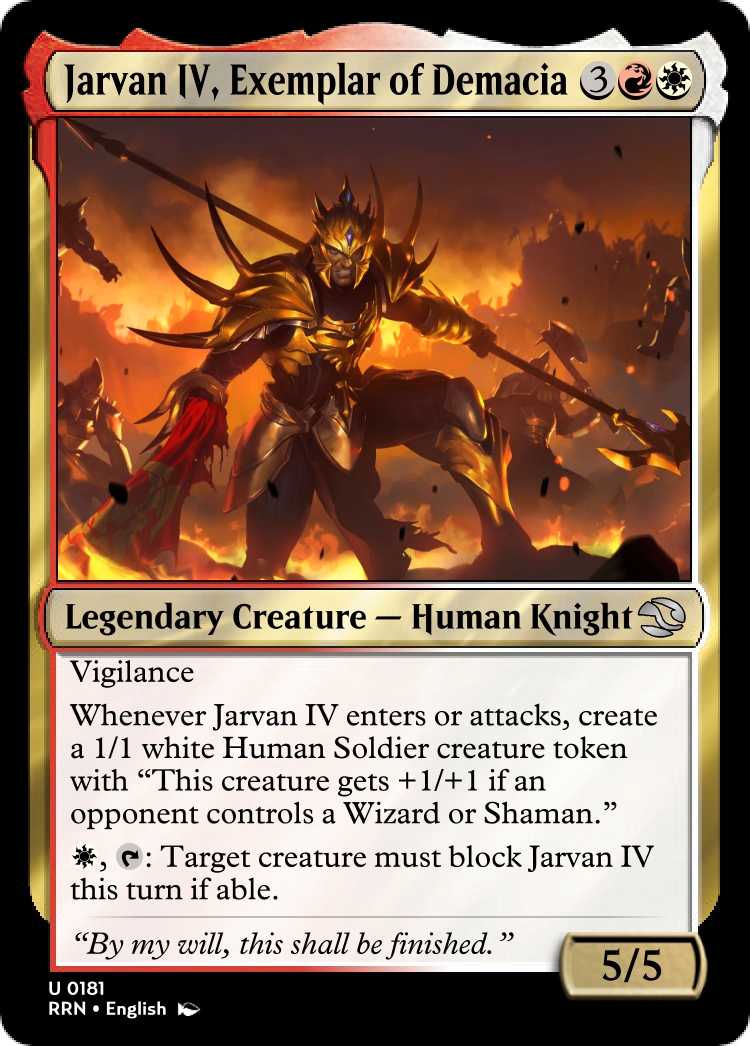 Jarvan IV, Exemplar of Demacia 3
Legendary Creature — Human Knight
Vigilance
Whenever Jarvan IV enters or attacks, create
a 1/1 white Human Soldier creature token
with “This creature gets +1/+1 if an
opponent controls a Wizard or Shaman.”
, : Target creature must block Jarvan IV
this turn if able.
“By my will, this shall be finished.”
5/5
U 0181
RRN • English